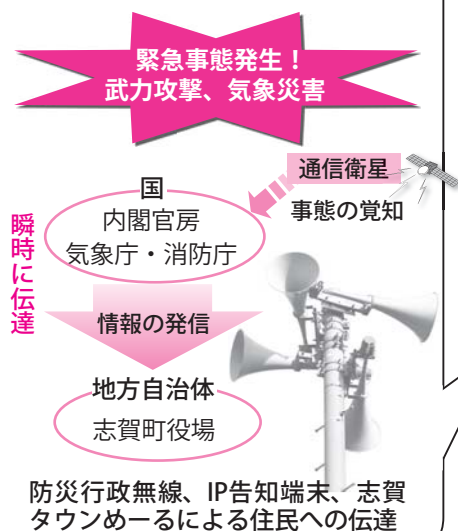 緊急事態発生！
武力攻撃、気象災害
通信衛星
事態の覚知
国
内閣官房
気象庁・消防庁
瞬時に伝達
情報の発信
地方自治体
志賀町役場
防災行政無線、IP告知端末、志賀
タウンめーるによる住民への伝達